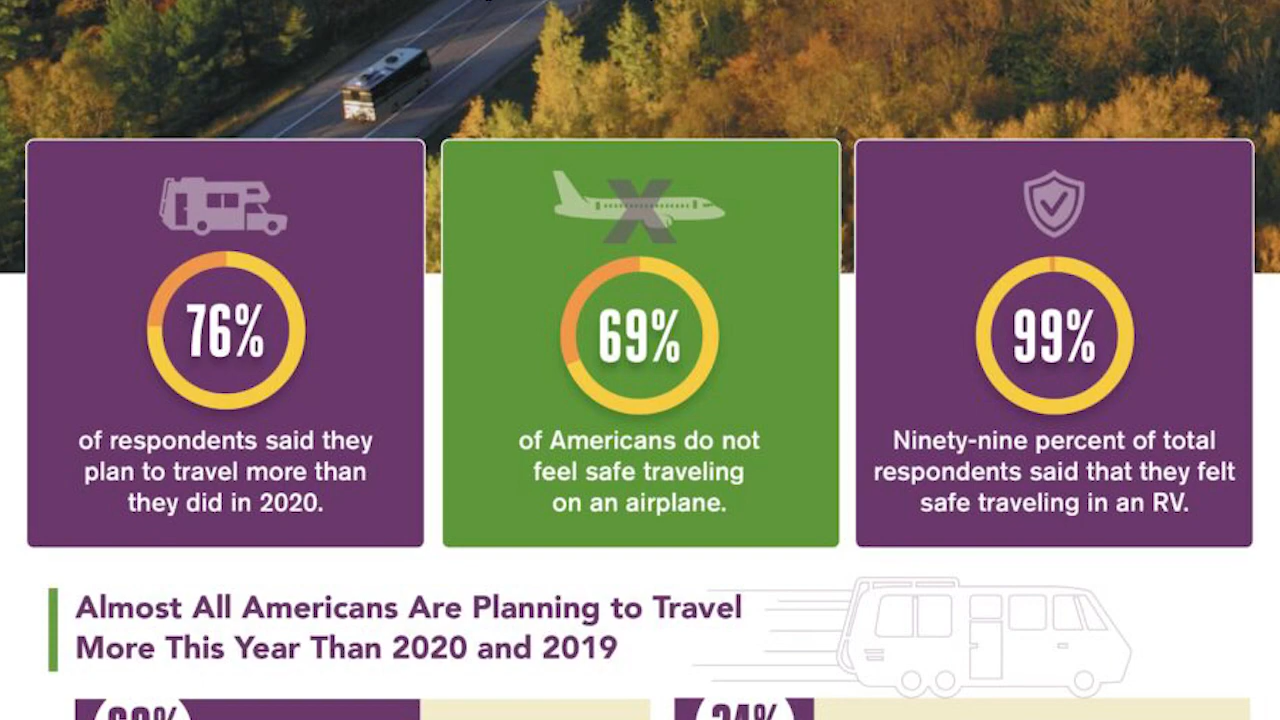 76%
of respondents said they
plan to travel more than
they did in 2020.
69%
of Americans do not
feel safe traveling
on an airplane.
99%
Ninety-nine percent of total
respondents said that they felt
safe traveling in an RV.
Almost All Americans Are Planning to Travel
More This Year Than 2020 and 2019
24%